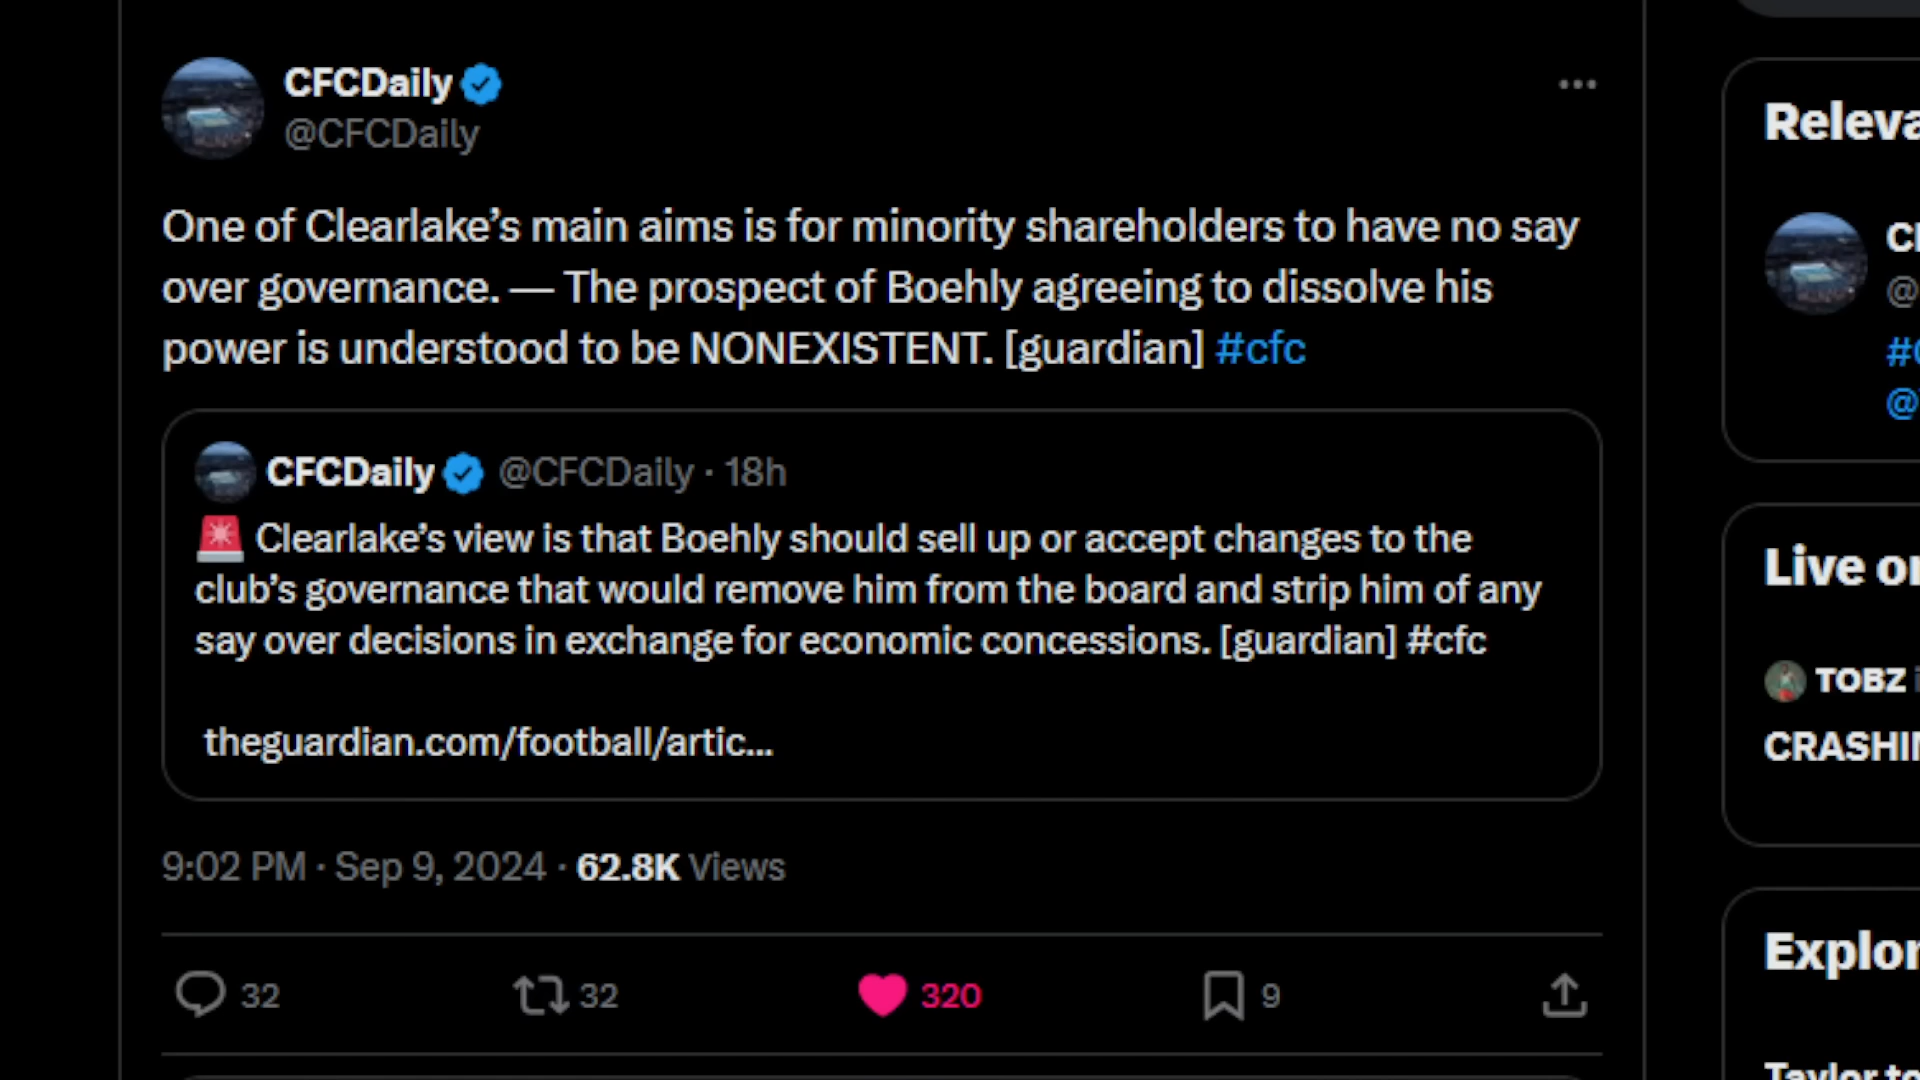 CFCDaily
@CFCDaily
One of Clearlake’s main aims is for minority shareholders to have no say
over governance. — The prospect of Boehly agreeing to dissolve his
power is understood to be NONEXISTENT. [guardian] #cfc
CFCDaily @CFCDaily · 18h
🚨 Clearlake’s view is that Boehly should sell up or accept changes to the
club’s governance that would remove him from the board and strip him of any
say over decisions in exchange for economic concessions. [guardian] #cfc
theguardian.com/football/artic...
9:02 PM · Sep 9, 2024 · 62.8K Views
32 32 320 9
Releva
@
@
Live on
TOBZ
CRASHIN
Explor
Taylor to